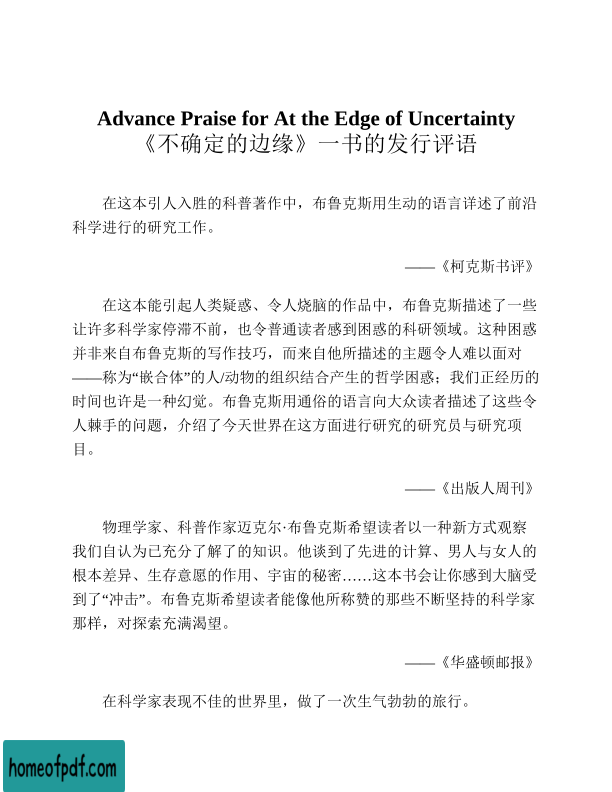 Advance Praise for At the Edge of Uncertainty
《不确定的边缘》一书的发行评语
在这本引人入胜的科普著作中，布鲁克斯用生动的语言详述了前沿
科学进行的研究工作。
——《柯克斯书评》
在这本能引起人类疑惑、令人烧脑的作品中，布鲁克斯描述了一些
让许多科学家停滞不前，也令普通读者感到困惑的科研领域。这种困惑
并非来自布鲁克斯的写作技巧，而来自他所描述的主题令人难以面对
——称为“嵌合体”的人/动物的组织结合产生的哲学困惑；我们正经历的
时间也许是一种幻觉。布鲁克斯用通俗的语言向大众读者描述了这些令
人棘手的问题，介绍了今天世界在这方面进行研究的研究员与研究项
目。
——《出版人周刊》
物理学家、科普作家迈克尔·布鲁克斯希望读者以一种新方式观察
我们自认为已充分了解了的知识。他谈到了先进的计算、男人与女人的
根本差异、生存意愿的作用、宇宙的秘密……这本书会让你感到大脑受
到了“冲击”。布鲁克斯希望读者能像他所称赞的那些不断坚持的科学家
那样，对探索充满渴望。
——《华盛顿邮报》
在科学家表现不佳的世界里，做了一次生气勃勃的旅行。
homeofpdf.com